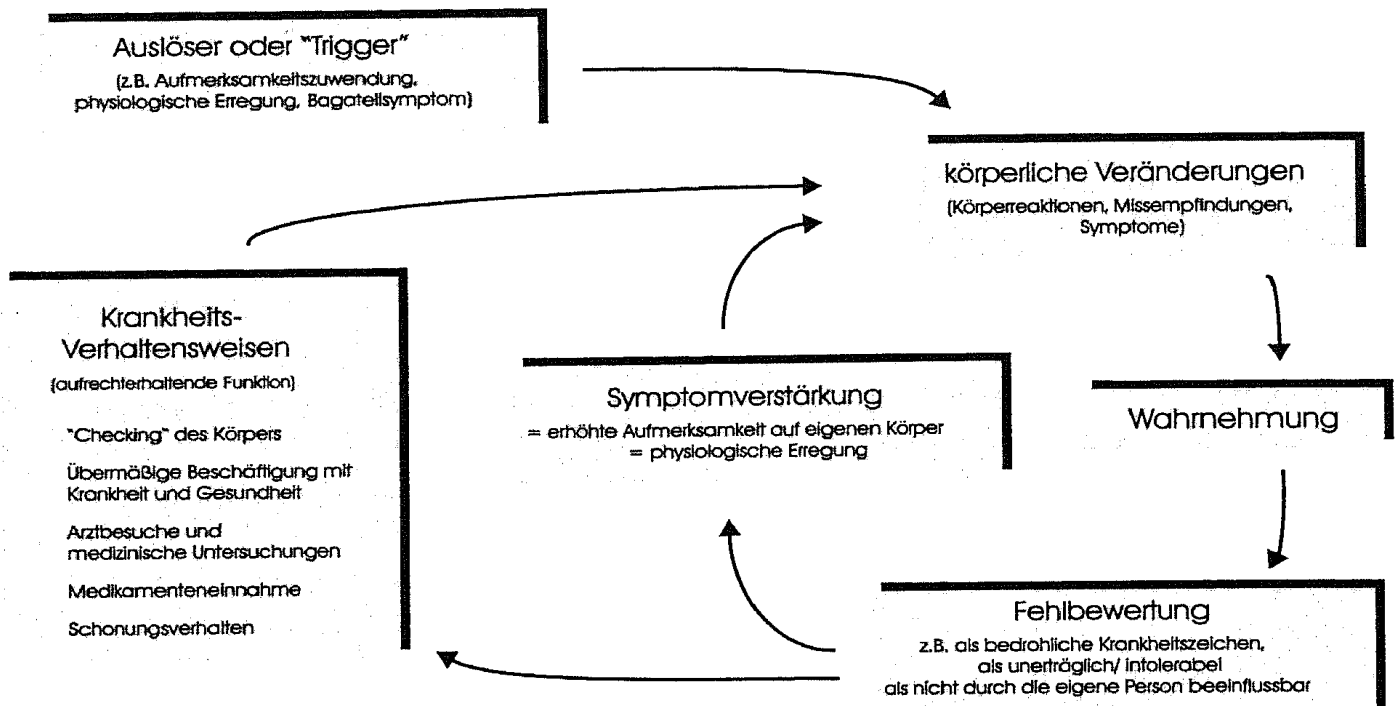 Auslöser oder "Trigger"
(z.B. Aufmerksamkeitszuwendung,
physiologische Erregung, Bagatellsymptom)
körperliche Veränderungen
(Körperreaktionen, Missempfindungen,
Symptome)
Krankheits-
Verhaltensweisen
(aufrechterhaltende Funktion)
"Checking" des Körpers
Übermäßige Beschäftigung mit
Krankheit und Gesundheit
Arztbesuche und
medizinische Untersuchungen
Medikamenteneinnahme
Schonungsverhalten
Symptomverstärkung
= erhöhte Aufmerksamkeit auf eigenen Körper
= physiologische Erregung
Wahrnehmung
Fehlbewertung
z.B. als bedrohliche Krankheitszeichen,
als unerträglich/ intolerabel
als nicht durch die eigene Person beeinflussbar